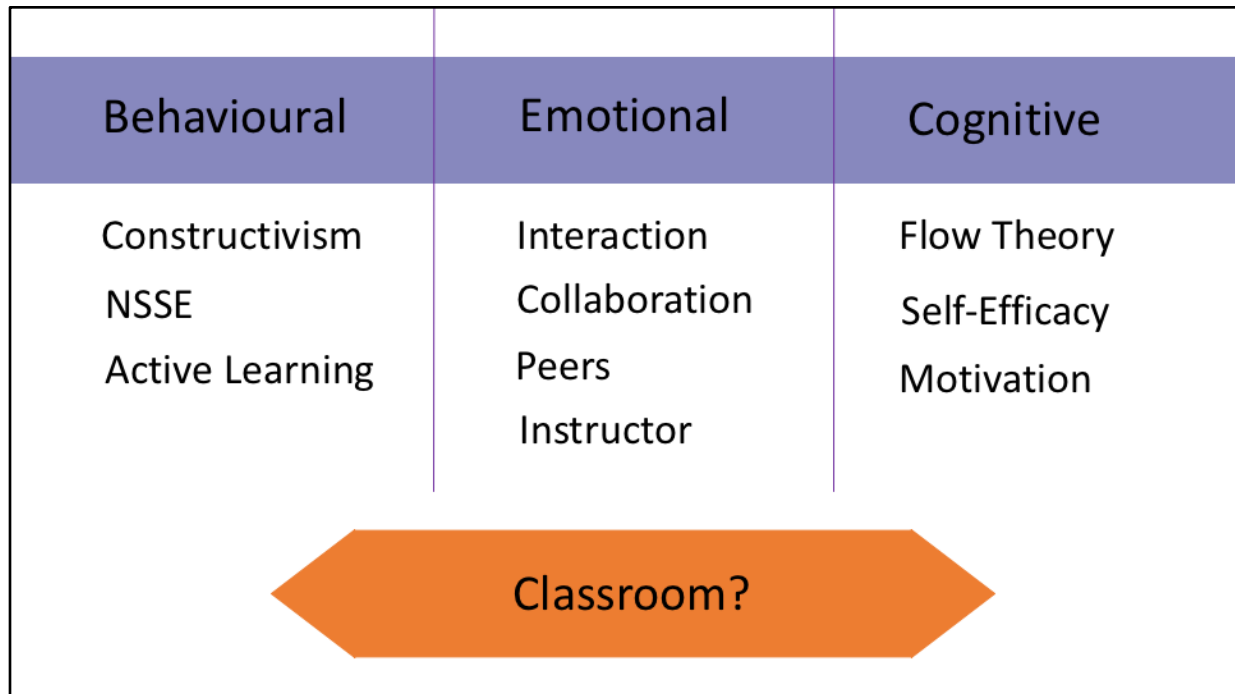 Behavioural
Emotional
Cognitive
Constructivism
NSSE
Active Learning
Interaction
Collaboration
Peers
Instructor
Flow Theory
Self-Efficacy
Motivation
Classroom?